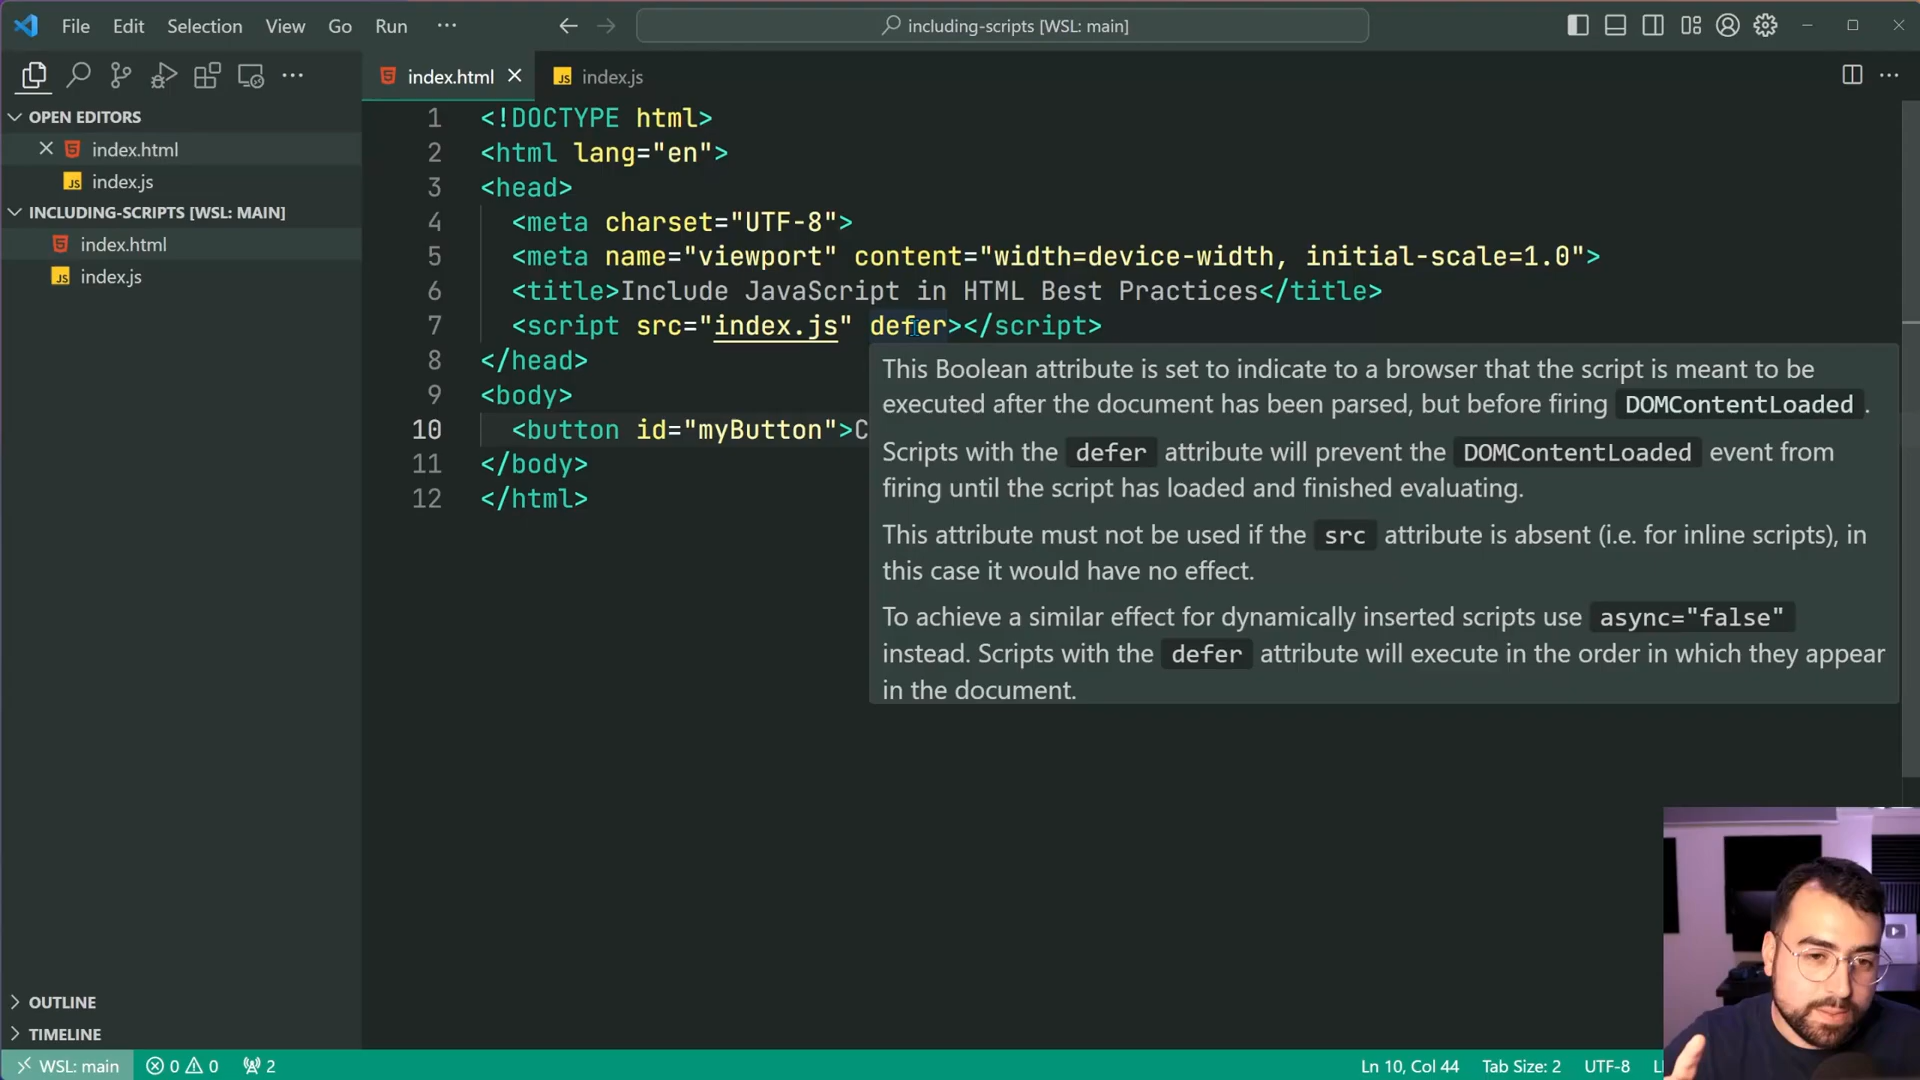 File Edit Selection View Go Run ···
including-scripts [WSL: main]
index.html
index.js
OPEN EDITORS
index.html
index.js
INCLUDING-SCRIPTS [WSL: MAIN]
index.html
index.js
1 <!DOCTYPE html>
2 <html lang="en">
3 <head>
4 <meta charset="UTF-8">
5 <meta name="viewport" content="width=device-width, initial-scale=1.0">
6 <title>Include JavaScript in HTML Best Practices</title>
7 <script src="index.js" defer></script>
8 </head>
9 <body>
10 <button id="myButton">C
11 </body>
12 </html>
This Boolean attribute is set to indicate to a browser that the script is meant to be
executed after the document has been parsed, but before firing DOMContentLoaded .
Scripts with the defer attribute will prevent the DOMContentLoaded event from
firing until the script has loaded and finished evaluating.
This attribute must not be used if the src attribute is absent (i.e. for inline scripts), in
this case it would have no effect.
To achieve a similar effect for dynamically inserted scripts use async="false"
instead. Scripts with the defer attribute will execute in the order in which they appear
in the document.
OUTLINE
TIMELINE
WSL: main 0 0 2
Ln 10, Col 44 Tab Size: 2 UTF-8